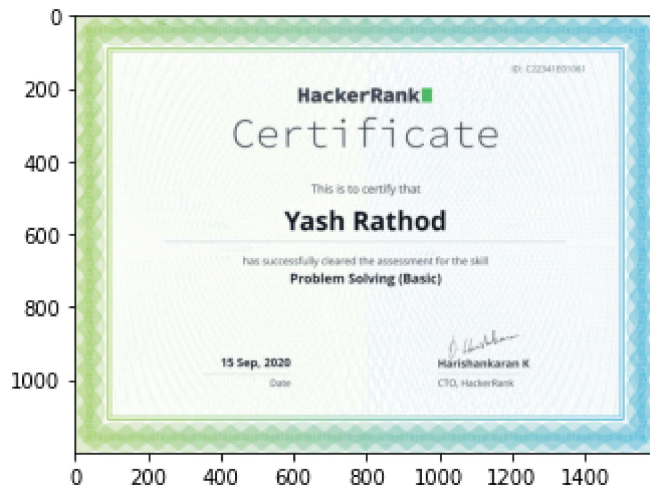 0
200
400
600
800
1000
ID: C22341E01061
HackerRank
Certificate
This is to certify that
Yash Rathod
has successfully cleared the assessment for the skill
Problem Solving (Basic)
15 Sep, 2020
Date
Harishankaran K
CTO, HackerRank
0 200 400 600 800 1000 1200 1400